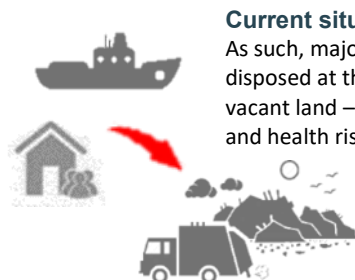 Current situ
As such, majo
disposed at th
vacant land –
and health ris